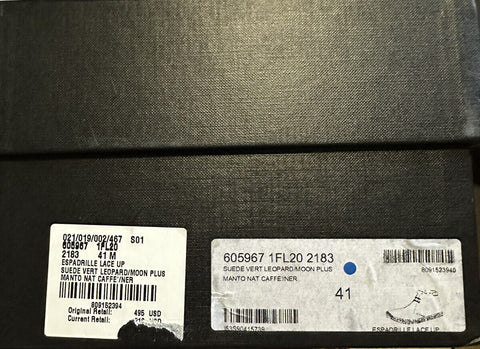 021/019/002/467 S01
605967 1FL20
2183 41 M
ESPADRILLE LACE UP
SUEDE VERT LEOPARD/MOON PLUS
MANTO NAT CAFFE'/NER
809152394
Original Retail: 495 USD
Current Retail:
605967 1FL20 2183
SUEDE VERT LEOPARD/MOON PLUS
MANTO NAT CAFFE'/NER
8091523940
41
ESPADRILLE LACE UP